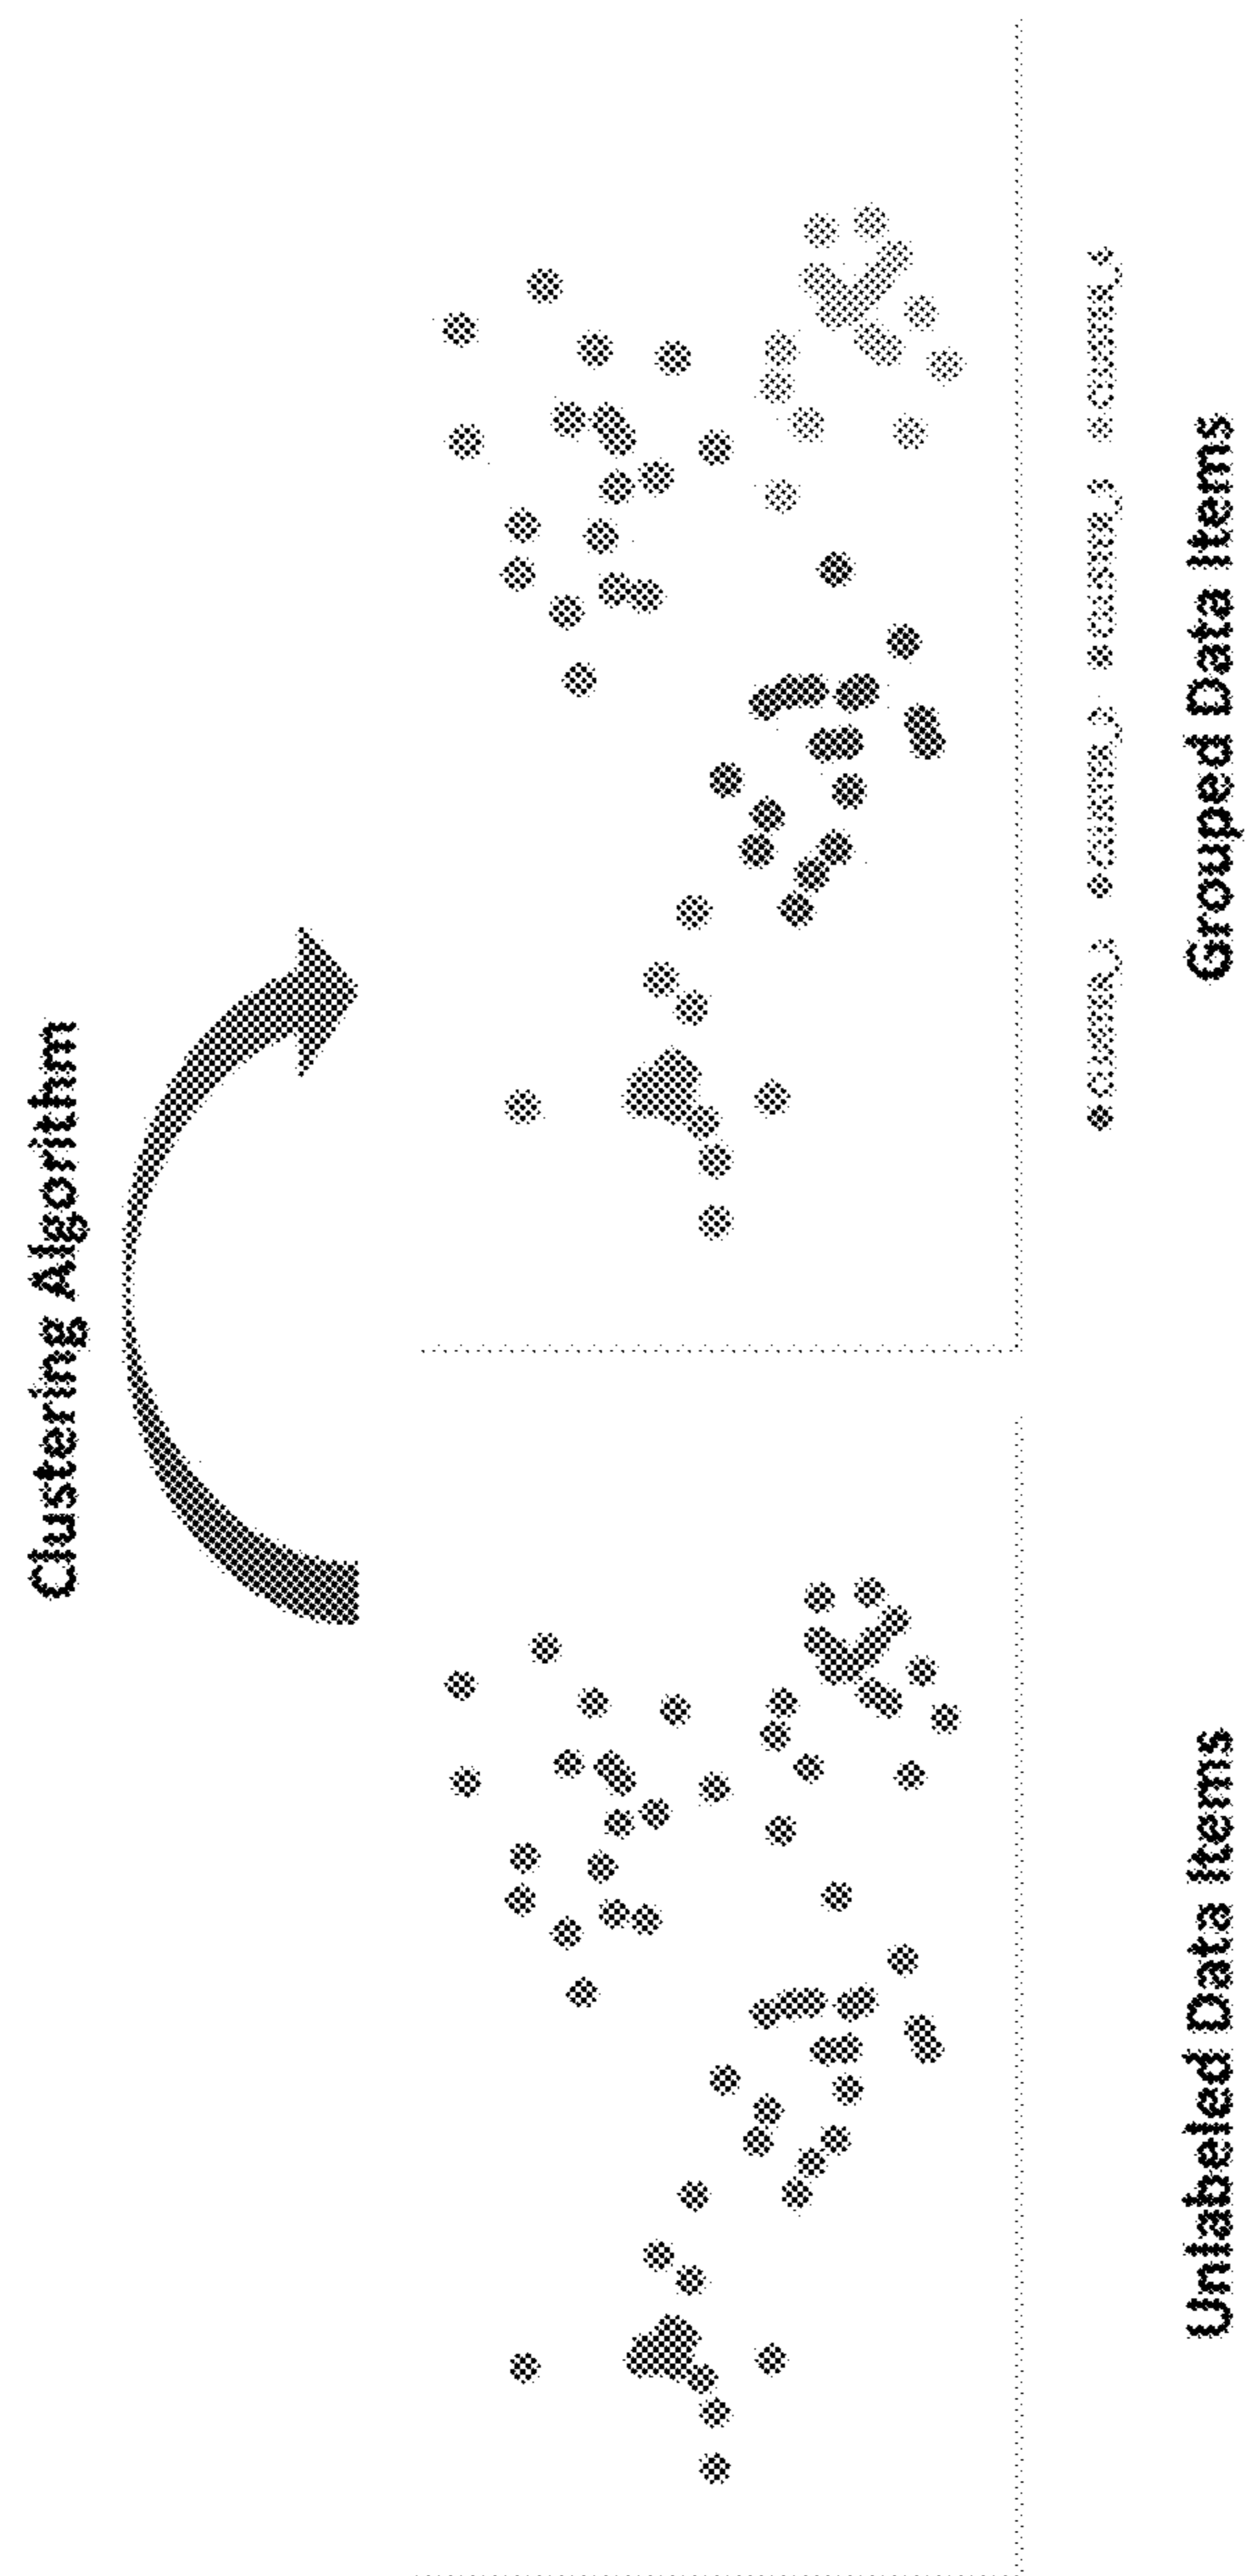 Clustering Algorithm
Unlabeled Data Items
Grouped Data Items